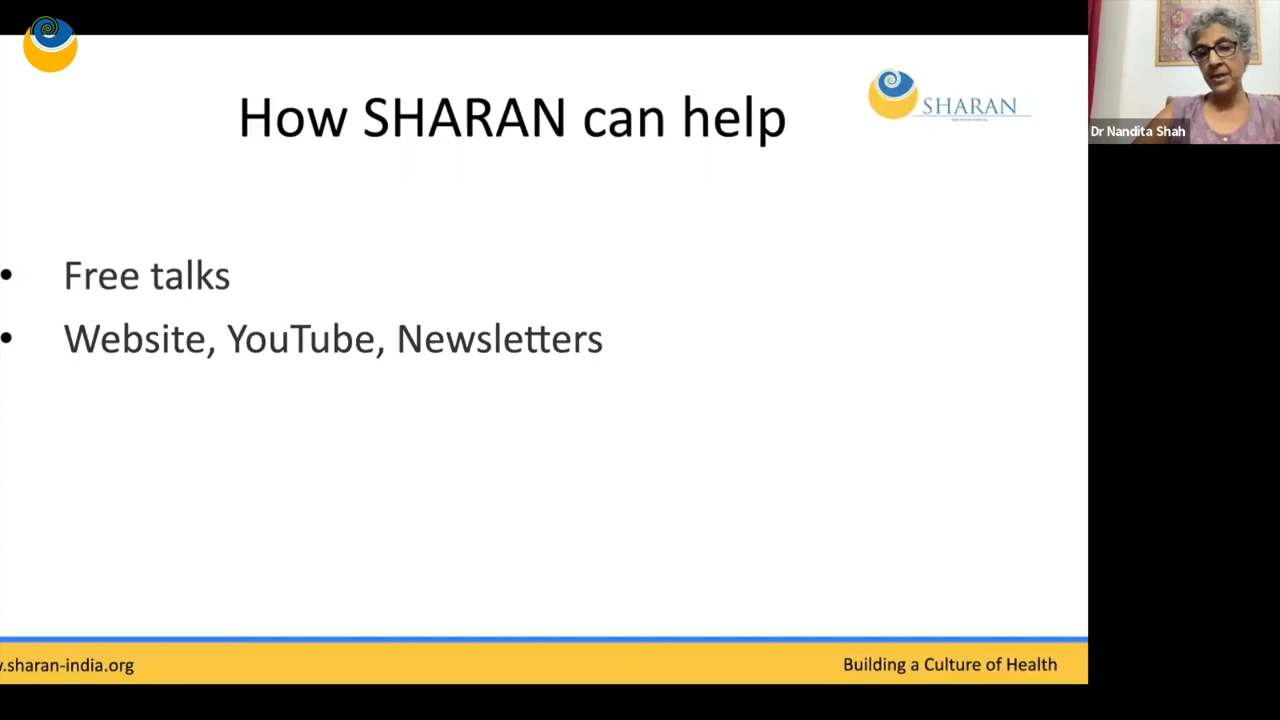 How SHARAN can help
SHARAN
Dr Nandita Shah
• Free talks
• Website, YouTube, Newsletters
.sharan-india.org
Building a Culture of Health